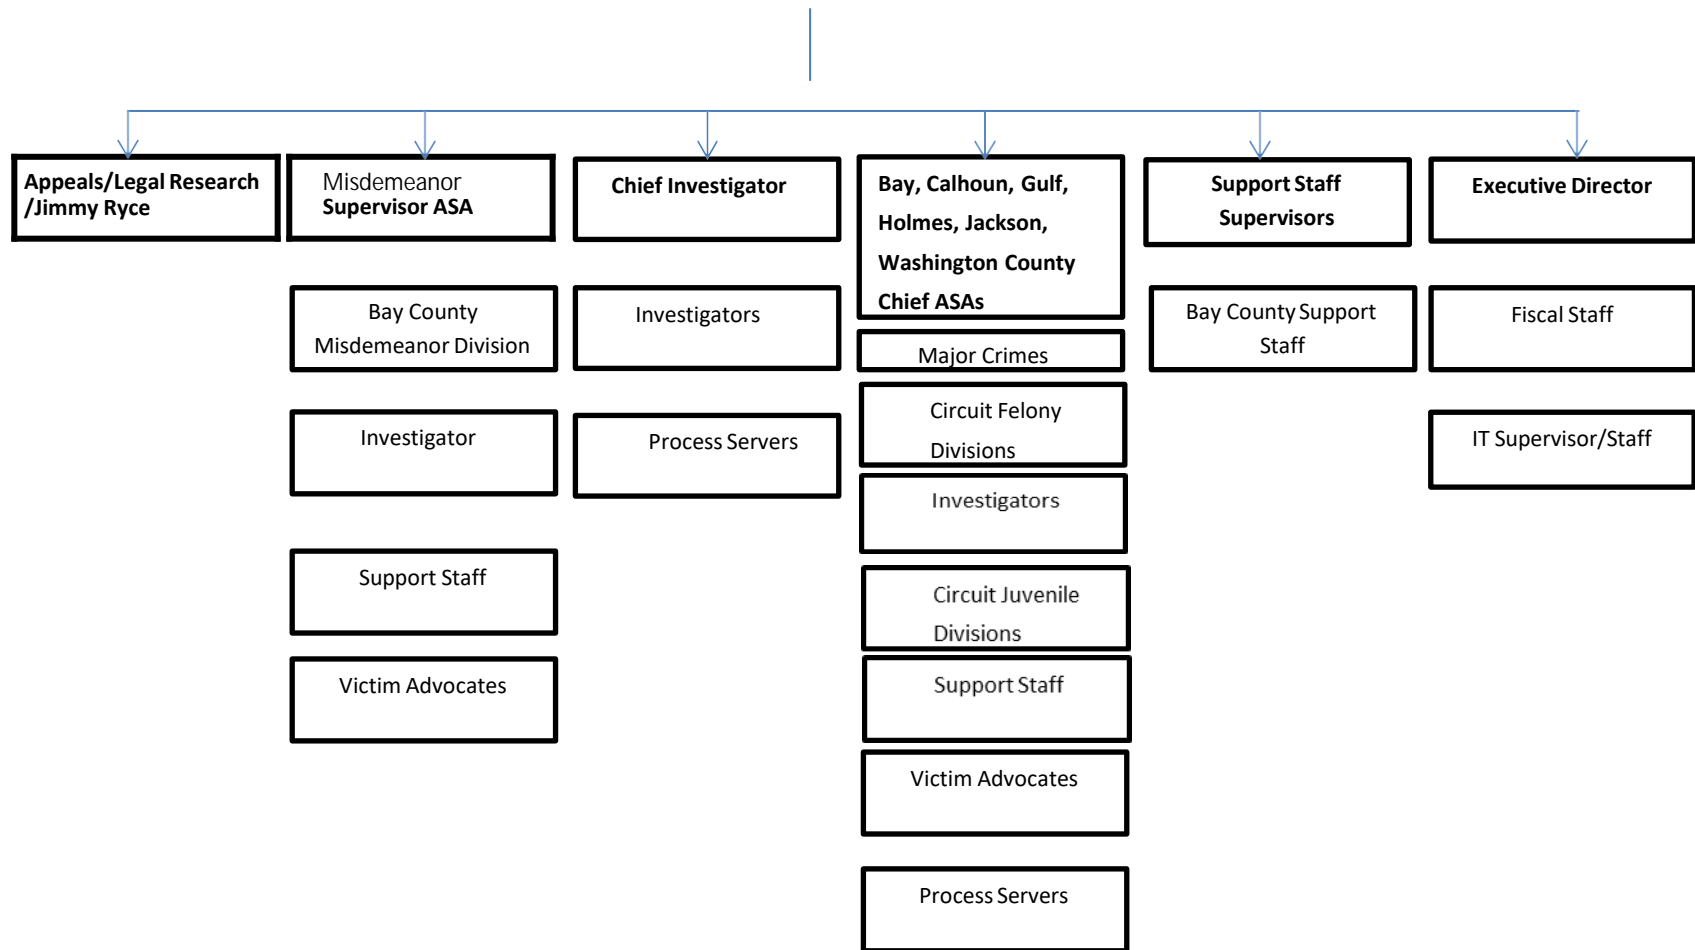 Appeals/Legal Research
/Jimmy Ryce
Misdemeanor
Supervisor ASA
Chief Investigator
Bay, Calhoun, Gulf,
Holmes, Jackson,
Washington County
Chief ASAs
Support Staff
Supervisors
Executive Director
Bay County
Misdemeanor Division
Investigators
Major Crimes
Bay County Support
Staff
Fiscal Staff
Investigator
Process Servers
Circuit Felony
Divisions
IT Supervisor/Staff
Investigators
Support Staff
Circuit Juvenile
Divisions
Victim Advocates
Support Staff
Victim Advocates
Process Servers